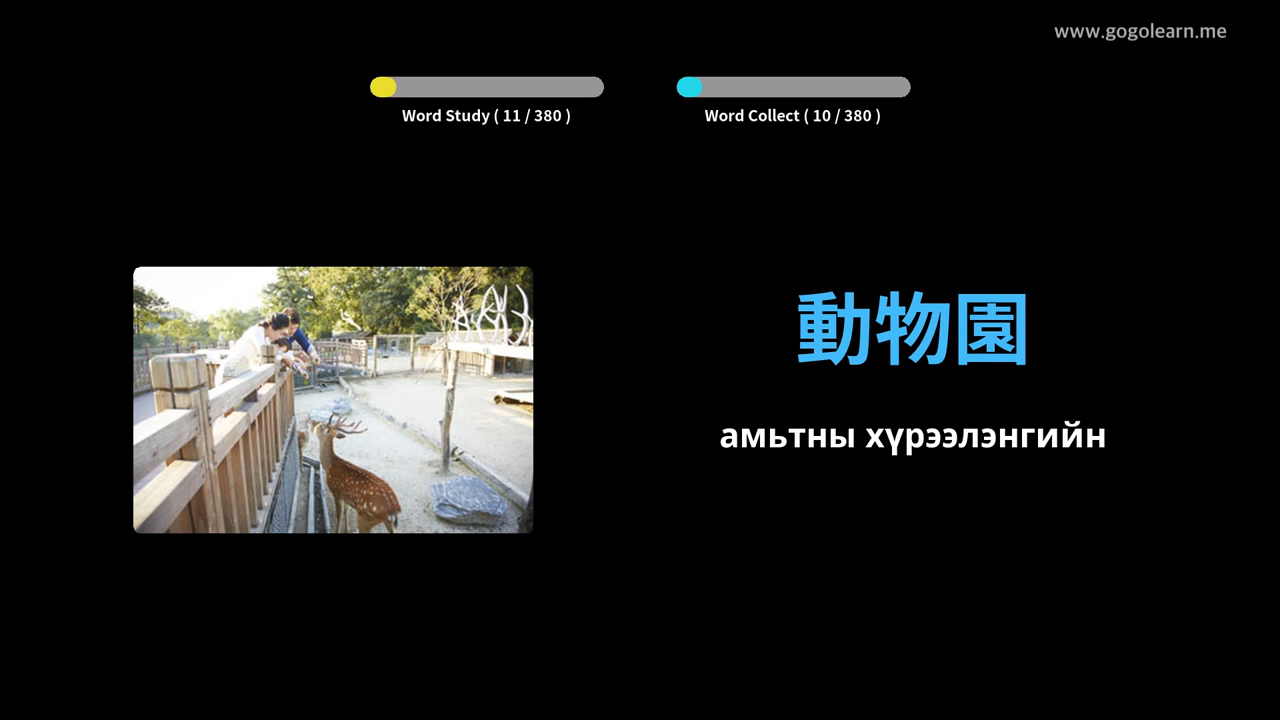 www.gogolearn.me
Word Study ( 11 / 380 )
Word Collect ( 10 / 380 )
動物園
амьтны хүрээлэнгийн